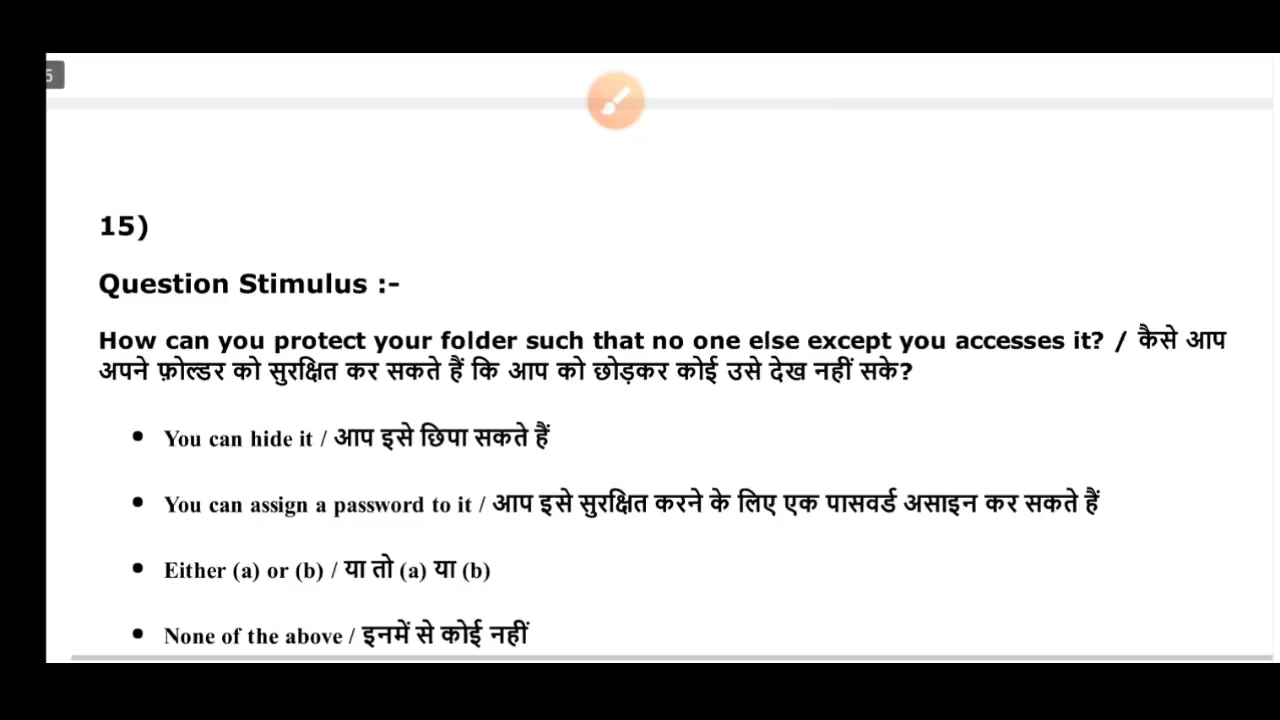 5
15)
Question Stimulus :-
How can you protect your folder such that no one else except you accesses it? / कैसे आप
अपने फ़ोल्डर को सुरक्षित कर सकते हैं कि आप को छोड़कर कोई उसे देख नहीं सके?
• You can hide it / आप इसे छिपा सकते हैं
• You can assign a password to it / आप इसे सुरक्षित करने के लिए एक पासवर्ड असाइन कर सकते हैं
• Either (a) or (b) / या तो (a) या (b)
• None of the above / इनमें से कोई नहीं